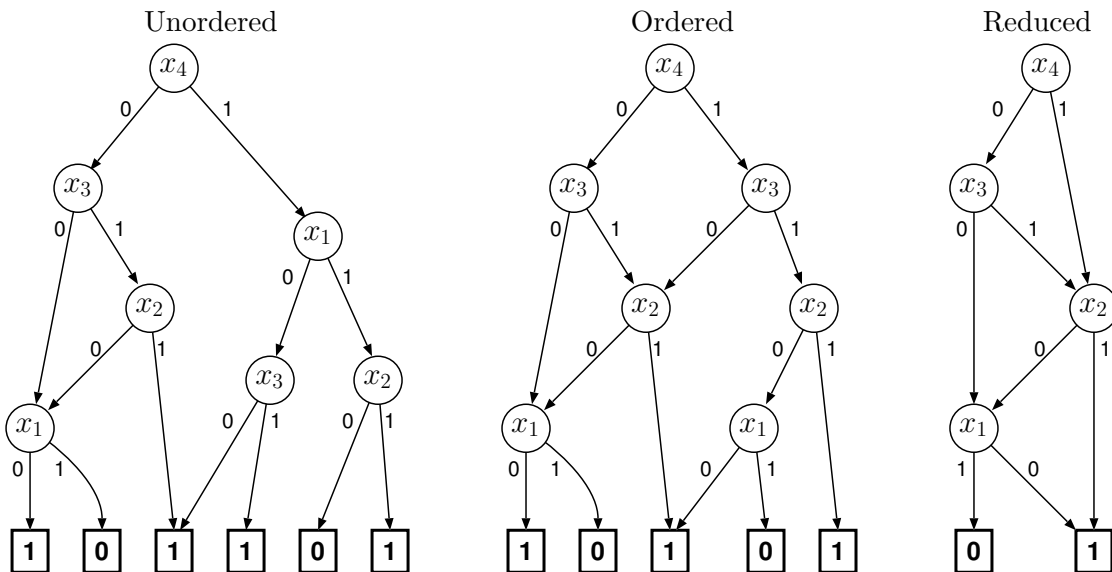 Unordered Ordered Reduced
x₄ x₄ x₄
0 1 0 1 0 1
x₃ x₃ x₃ x₃
0 1 x₁ 0 1 0 1 0 1
0 1
x₂ x₂ x₂ x₂
0 1 0 1 0 1 0 1
x₃ x₂
x₁ 0 1 0 1 x₁ x₁ x₁
0 1 0 1 0 1 1 0
1 0 1 1 0 1 1 0 1 0 1 0 1